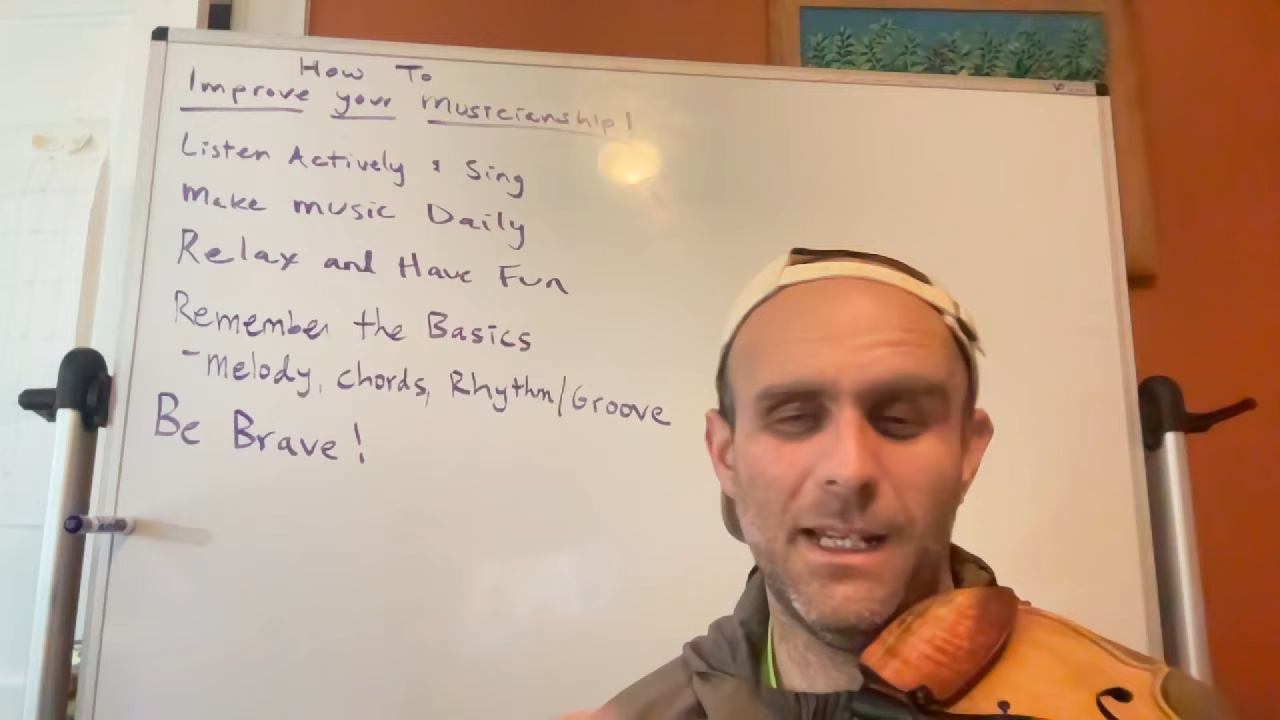 How To
Improve your musicianship!
Listen Actively & Sing
Make music Daily
Relax and Have Fun
Remember the Basics
- Melody, chords, Rhythm/Groove
Be Brave!